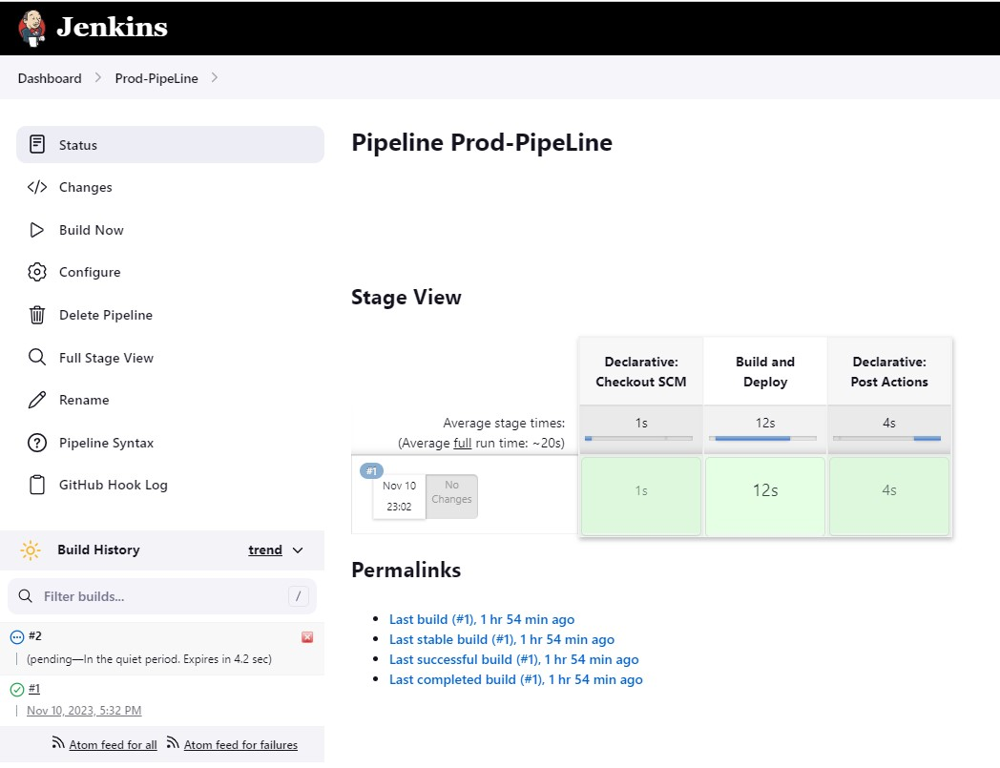 Jenkins
Dashboard
Prod-PipeLine
Status
Changes
Build Now
Configure
Delete Pipeline
Full Stage View
Rename
Pipeline Syntax
GitHub Hook Log
Build History
trend
Filter builds...
/
#2
(pending—In the quiet period. Expires in 4.2 sec)
#1
Nov 10, 2023, 5:32 PM
Atom feed for all
Atom feed for failures
Pipeline Prod-PipeLine
Stage View
Declarative:
Checkout SCM
Build and
Deploy
Declarative:
Post Actions
Average stage times:
(Average full run time: ~20s)
1s
12s
4s
#1
Nov 10
23:02
No
Changes
1s
12s
4s
Permalinks
Last build (#1), 1 hr 54 min ago
Last stable build (#1), 1 hr 54 min ago
Last successful build (#1), 1 hr 54 min ago
Last completed build (#1), 1 hr 54 min ago